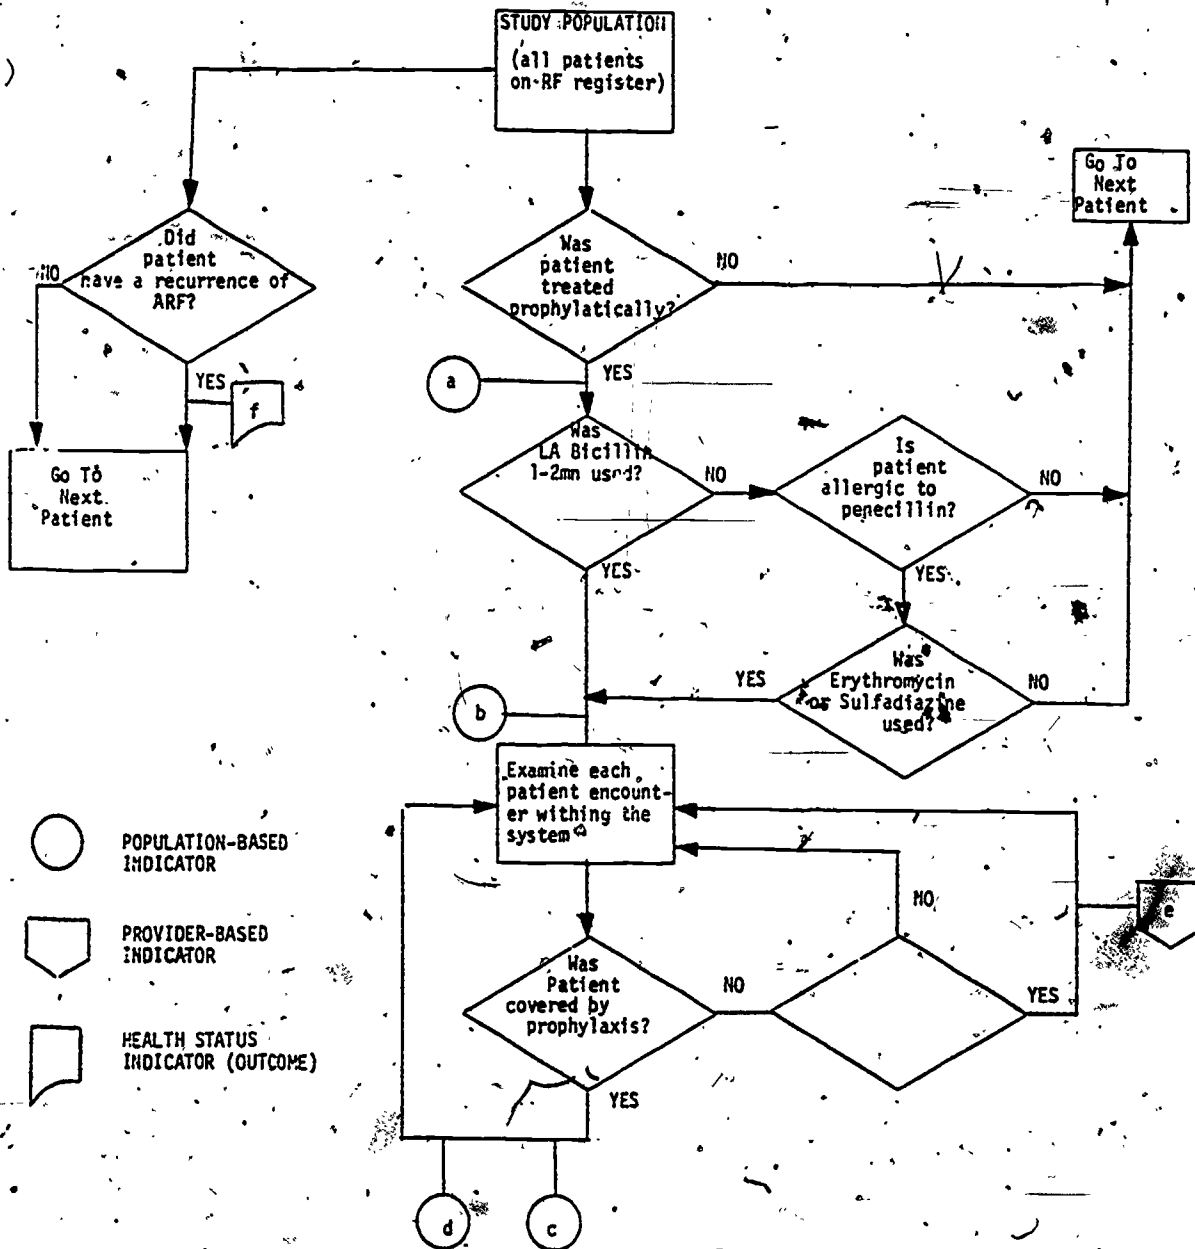 STUDY POPULATION
(all patients
on RF register)
Go To
Next
Patient
Did
patient
have a recurrence of
ARF?
NO
YES
f
Go To
Next
Patient
Was
patient
treated
prophylatically?
NO
YES
a
Was
LA Bicillin
1-2mn used?
NO
YES
Is
patient
allergic to
penecillin?
NO
YES
Was
Erythromycin
or Sulfadiazine
used?
YES
NO
b
Examine each
patient encount-
er withing the
system
NO
e
Was
Patient
covered by
prophylaxis?
NO
YES
YES
d
c
POPULATION-BASED
INDICATOR
PROVIDER-BASED
INDICATOR
HEALTH STATUS
INDICATOR (OUTCOME)